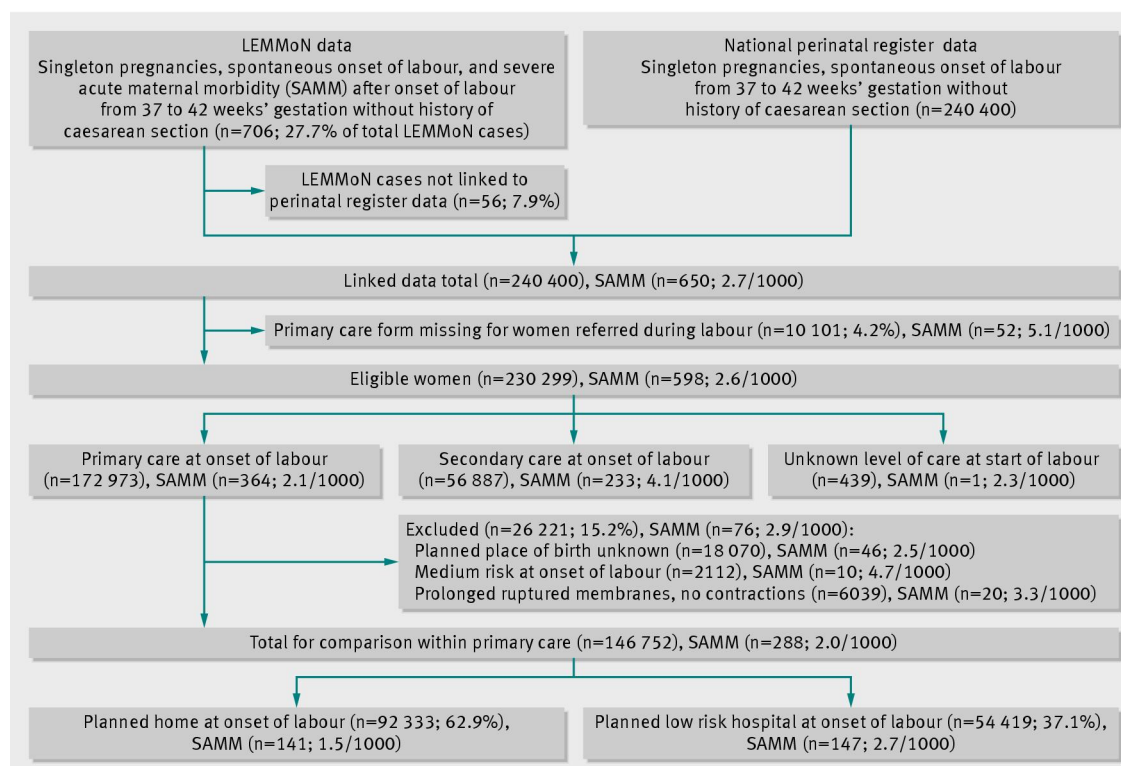 LEMMoN data
Singleton pregnancies, spontaneous onset of labour, and severe
acute maternal morbidity (SAMM) after onset of labour
from 37 to 42 weeks’ gestation without history of
caesarean section (n=706; 27.7% of total LEMMoN cases)
National perinatal register  data
Singleton pregnancies, spontaneous onset of labour
from 37 to 42 weeks’ gestation without
history of caesarean section (n=240 400)
LEMMoN cases not linked to
perinatal register data (n=56; 7.9%)
Linked data total (n=240 400), SAMM (n=650; 2.7/1000)
Primary care form missing for women referred during labour (n=10 101; 4.2%), SAMM (n=52; 5.1/1000)
Eligible women (n=230 299), SAMM (n=598; 2.6/1000)
Primary care at onset of labour
(n=172 973), SAMM (n=364; 2.1/1000)
Secondary care at onset of labour
(n=56 887), SAMM (n=233; 4.1/1000)
Unknown level of care at start of labour
(n=439), SAMM (n=1; 2.3/1000)
Excluded (n=26 221; 15.2%), SAMM (n=76; 2.9/1000):
Planned place of birth unknown (n=18 070), SAMM (n=46; 2.5/1000)
Medium risk at onset of labour (n=2112), SAMM (n=10; 4.7/1000)
Prolonged ruptured membranes, no contractions (n=6039), SAMM (n=20; 3.3/1000)
Total for comparison within primary care (n=146 752), SAMM (n=288; 2.0/1000)
Planned home at onset of labour (n=92 333; 62.9%),
SAMM (n=141; 1.5/1000)
Planned low risk hospital at onset of labour (n=54 419; 37.1%),
SAMM (n=147; 2.7/1000)